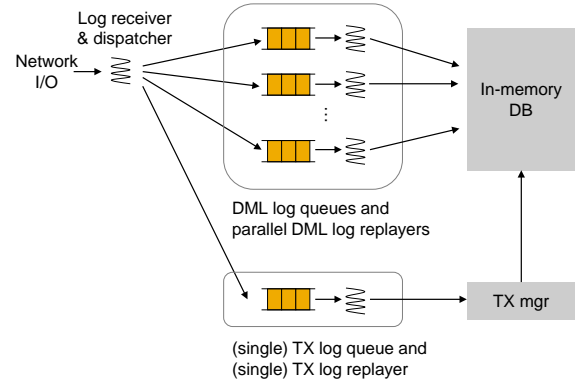 Log receiver
& dispatcher
Network
I/O
...
In-memory
DB
DML log queues and
parallel DML log replayers
TX mgr
(single) TX log queue and
(single) TX log replayer